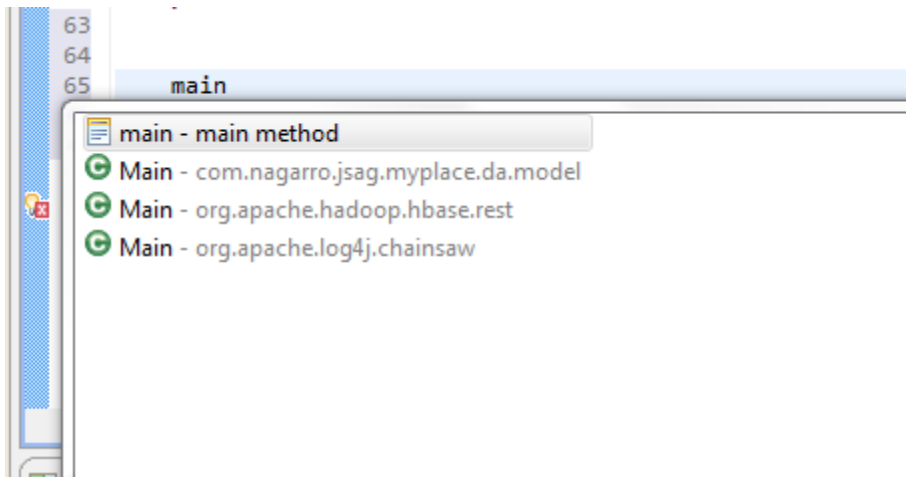 63
64
65 main
main - main method
Main - com.nagarro.jsag.myplace.da.model
Main - org.apache.hadoop.hbase.rest
Main - org.apache.log4j.chainsaw